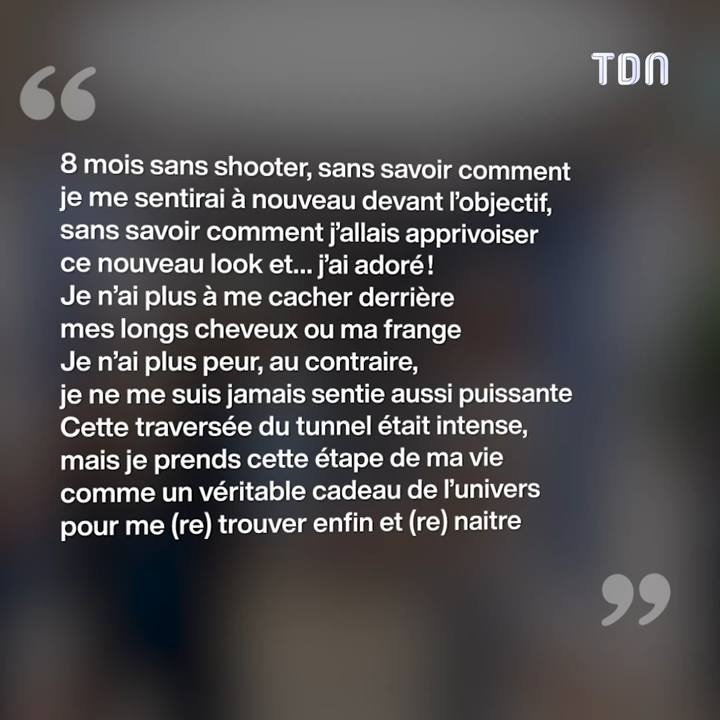 TDN
“
8 mois sans shooter, sans savoir comment
je me sentirai à nouveau devant l’objectif,
sans savoir comment j’allais apprivoiser
ce nouveau look et... j’ai adoré !
Je n’ai plus à me cacher derrière
mes longs cheveux ou ma frange
Je n’ai plus peur, au contraire,
je ne me suis jamais sentie aussi puissante
Cette traversée du tunnel était intense,
mais je prends cette étape de ma vie
comme un véritable cadeau de l’univers
pour me (re) trouver enfin et (re) naitre
”